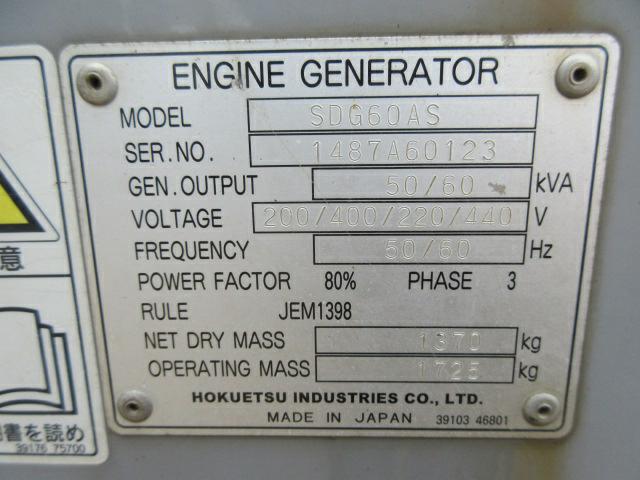 ENGINE GENERATOR
MODEL SDG60AS
SER.NO. 1487A60123
GEN.OUTPUT 50/60 kVA
VOLTAGE 200/400/220/440 V
FREQUENCY 50/60 Hz
POWER FACTOR 80% PHASE 3
RULE JEM1398
NET DRY MASS 1370 kg
OPERATING MASS 1725 kg
HOKUETSU INDUSTRIES CO., LTD.
MADE IN JAPAN 39103 46801
意
書を読め
39176 75700